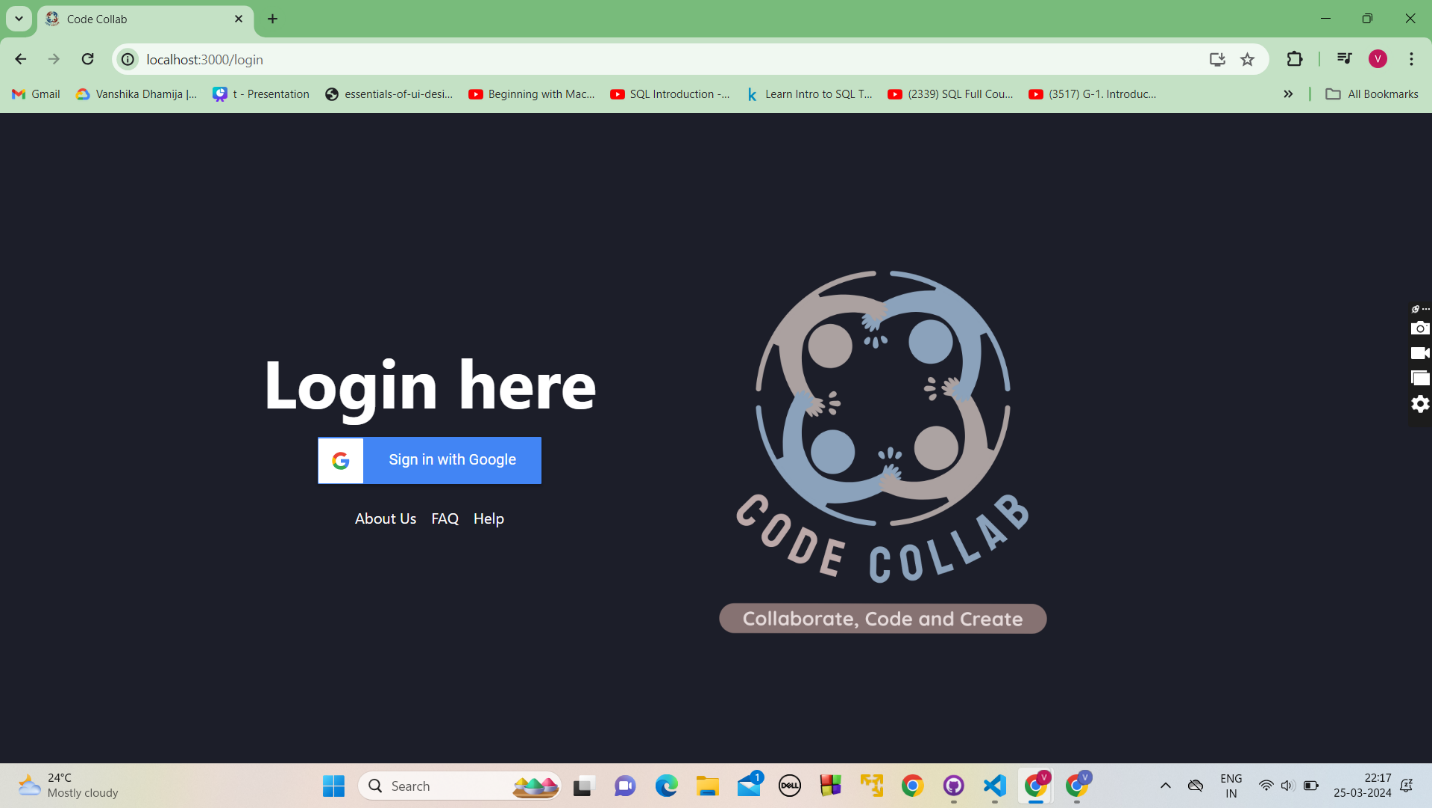 Code Collab
localhost:3000/login
V
Gmail
Vanshika Dhamija |...
t - Presentation
essentials-of-ui-desi...
Beginning with Mac...
SQL Introduction -...
Learn Intro to SQL T...
(2339) SQL Full Cou...
(3517) G-1. Introduc...
»
All Bookmarks
Login here
Sign in with Google
About Us FAQ Help
CODE COLLAB
Collaborate, Code and Create
24°C
Mostly cloudy
Search
1
DELL
V
V
ENG
IN
22:17
25-03-2024